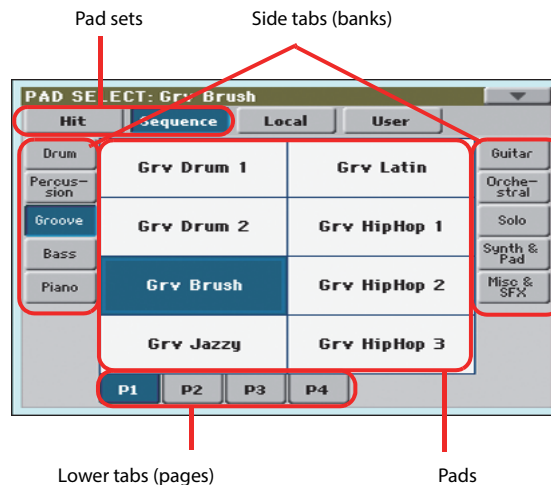 Pad sets
Side tabs (banks)
PAD SELECT: Grv Brush
Hit
Sequence
Local
User
Drum
Percus-
sion
Groove
Bass
Piano
Grv Drum 1
Grv Latin
Grv Drum 2
Grv HipHop 1
Grv Brush
Grv HipHop 2
Grv Jazzy
Grv HipHop 3
Guitar
Orche-
stral
Solo
Synth &
Pad
Misc &
SFX
P1
P2
P3
P4
Lower tabs (pages)
Pads